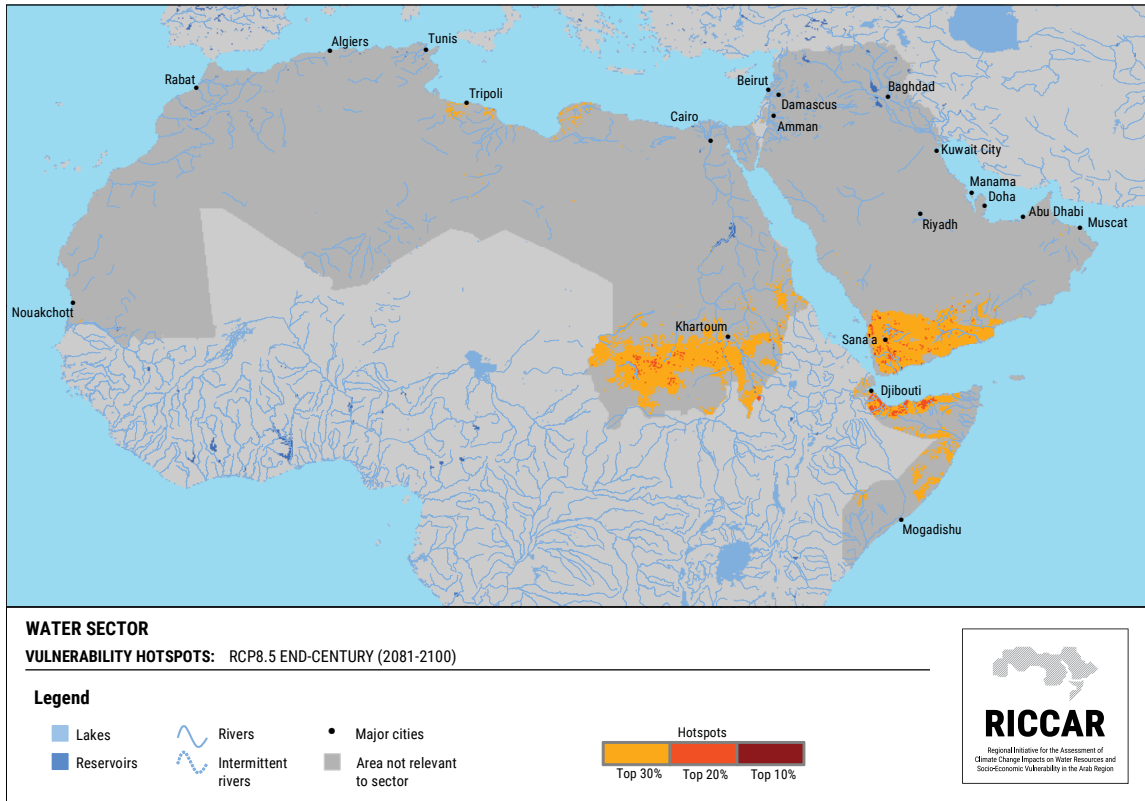 Algiers
Tunis
Rabat
Tripoli
Beirut
Baghdad
Damascus
Cairo
Amman
Kuwait City
Manama
Doha
Abu Dhabi
Riyadh
Muscat
Nouakchott
Khartoum
Sana'a
Djibouti
Mogadishu
WATER SECTOR
VULNERABILITY HOTSPOTS: RCP8.5 END-CENTURY (2081-2100)
Legend
Lakes
Reservoirs
Rivers
Intermittent
rivers
Major cities
Area not relevant
to sector
Hotspots
Top 30%
Top 20%
Top 10%
RICCAR
Regional Initiative for the Assessment of
Climate Change Impacts on Water Resources and
Socio-Economic Vulnerability in the Arab Region